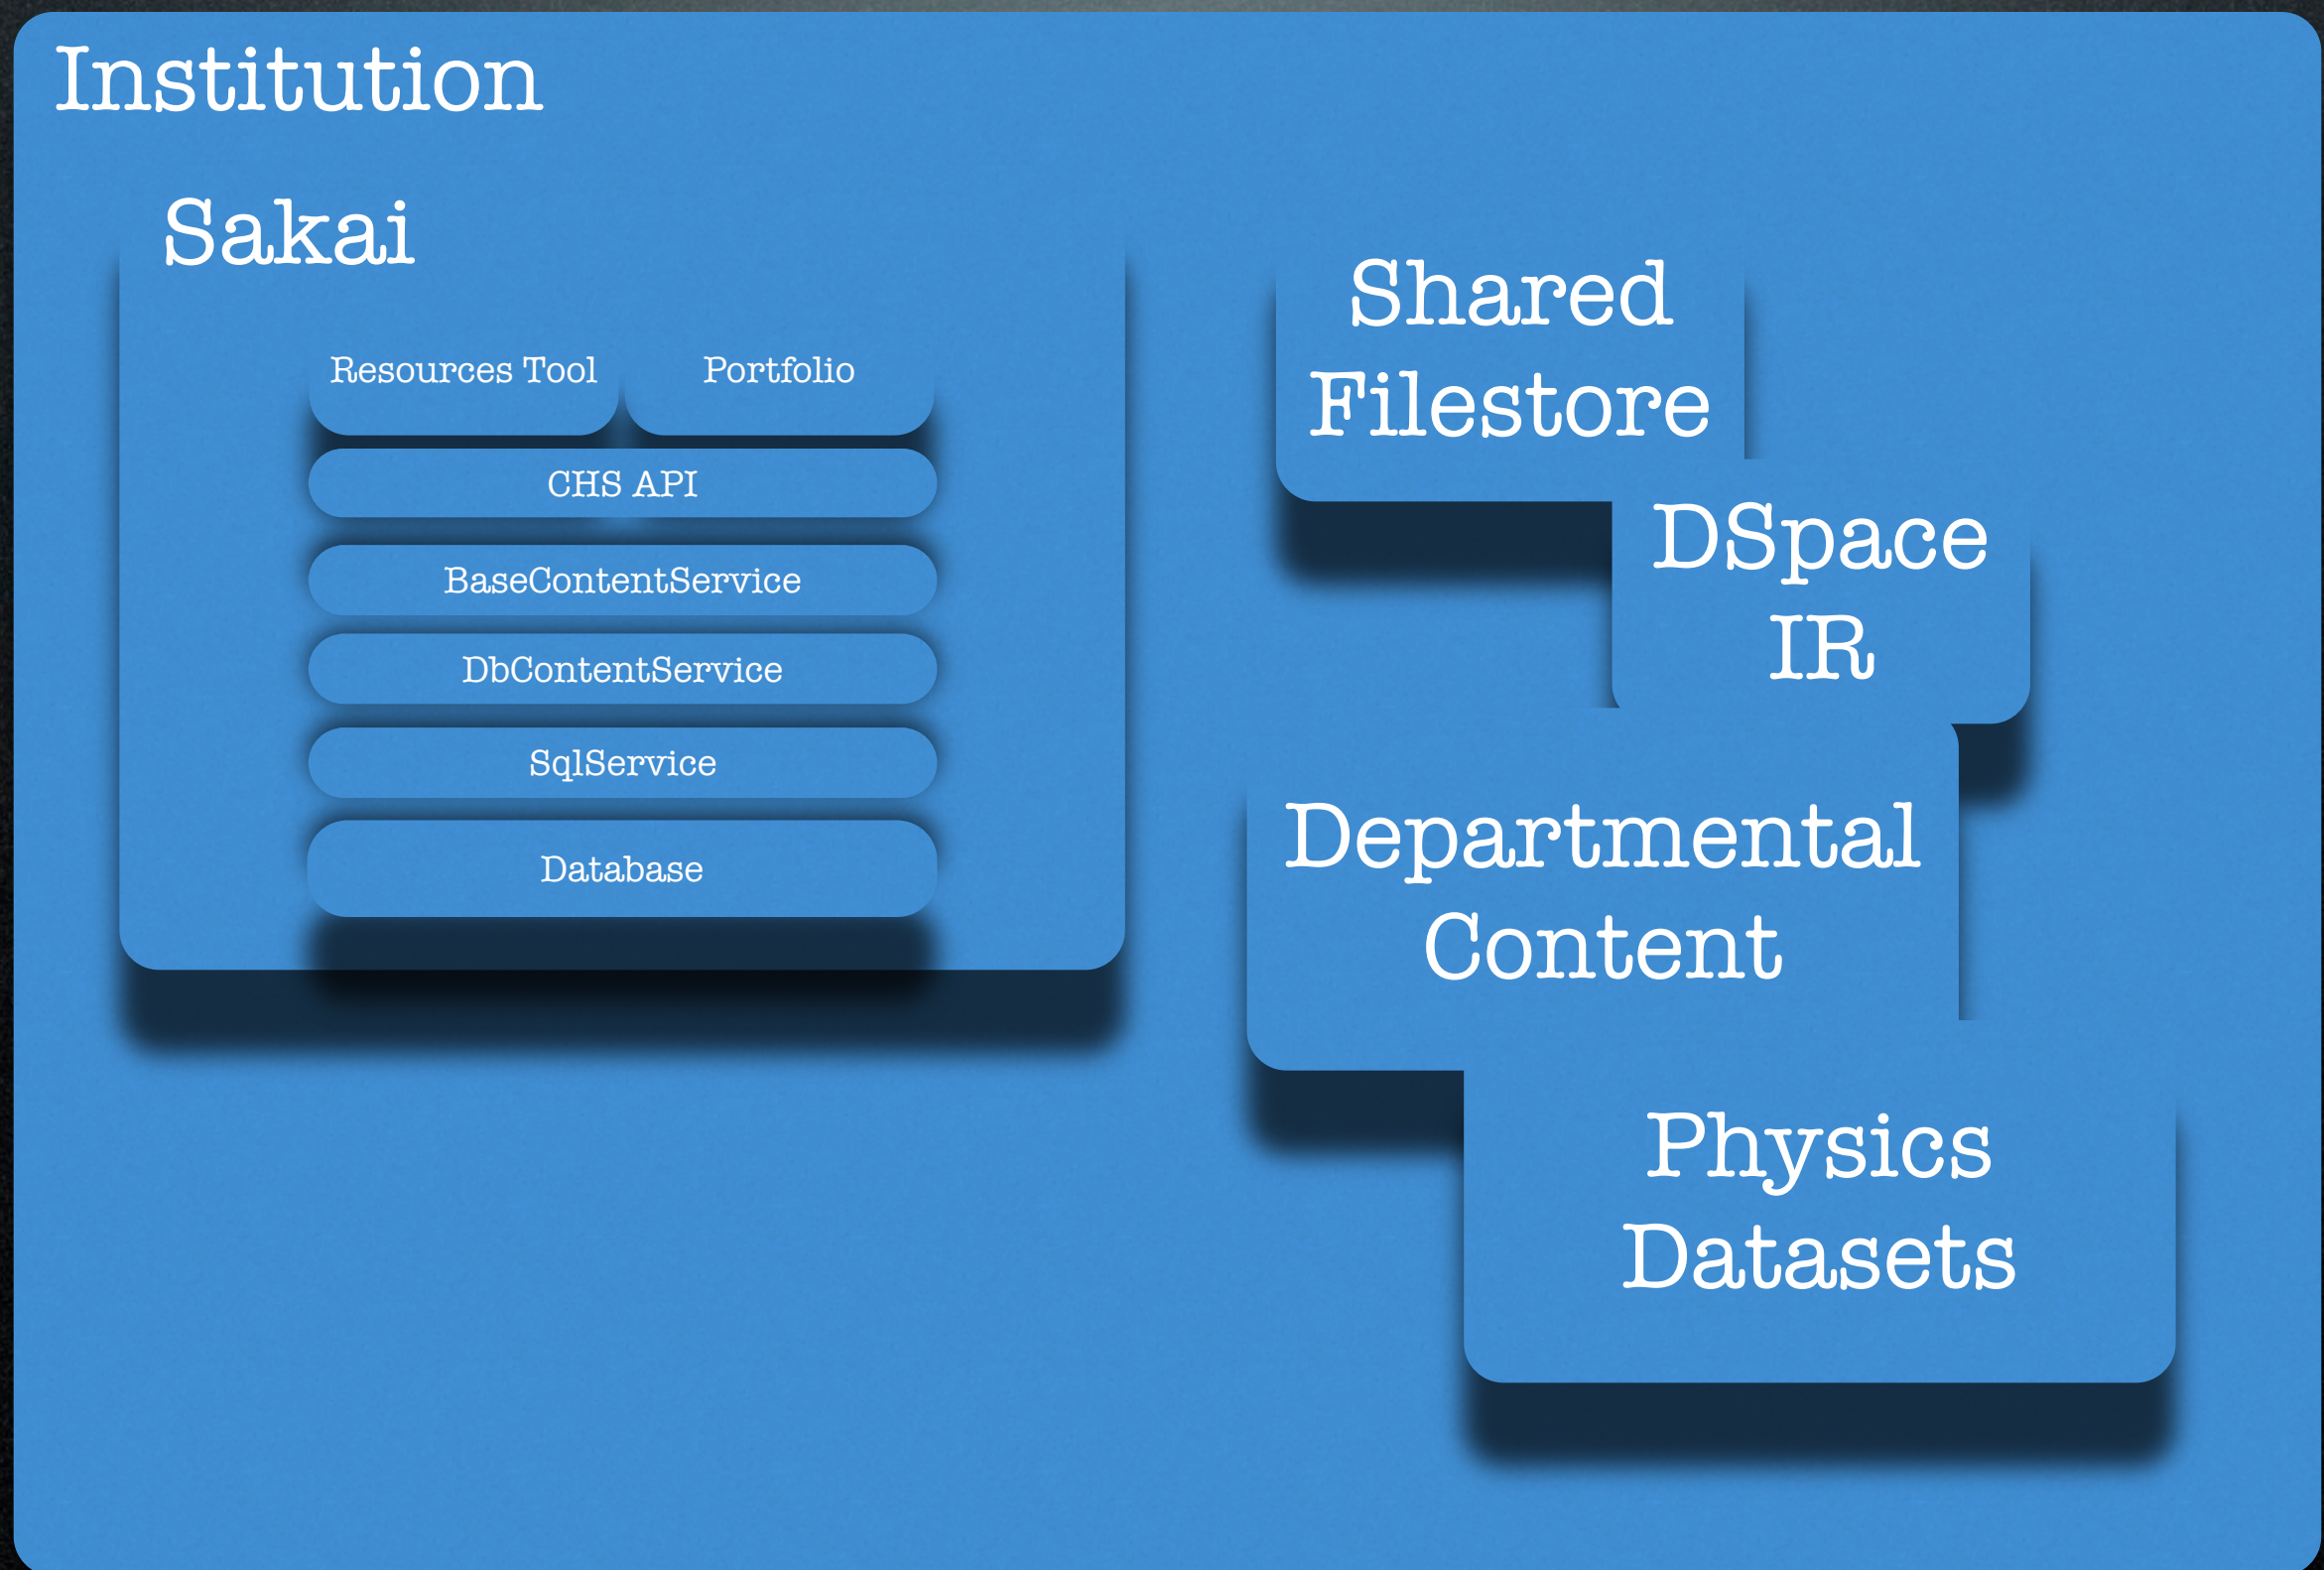 Institution
Sakai
Resources Tool
Portfolio
CHS API
BaseContentService
DbContentService
SqlService
Database
Shared
Filestore
DSpace
IR
Departmental
Content
Physics
Datasets